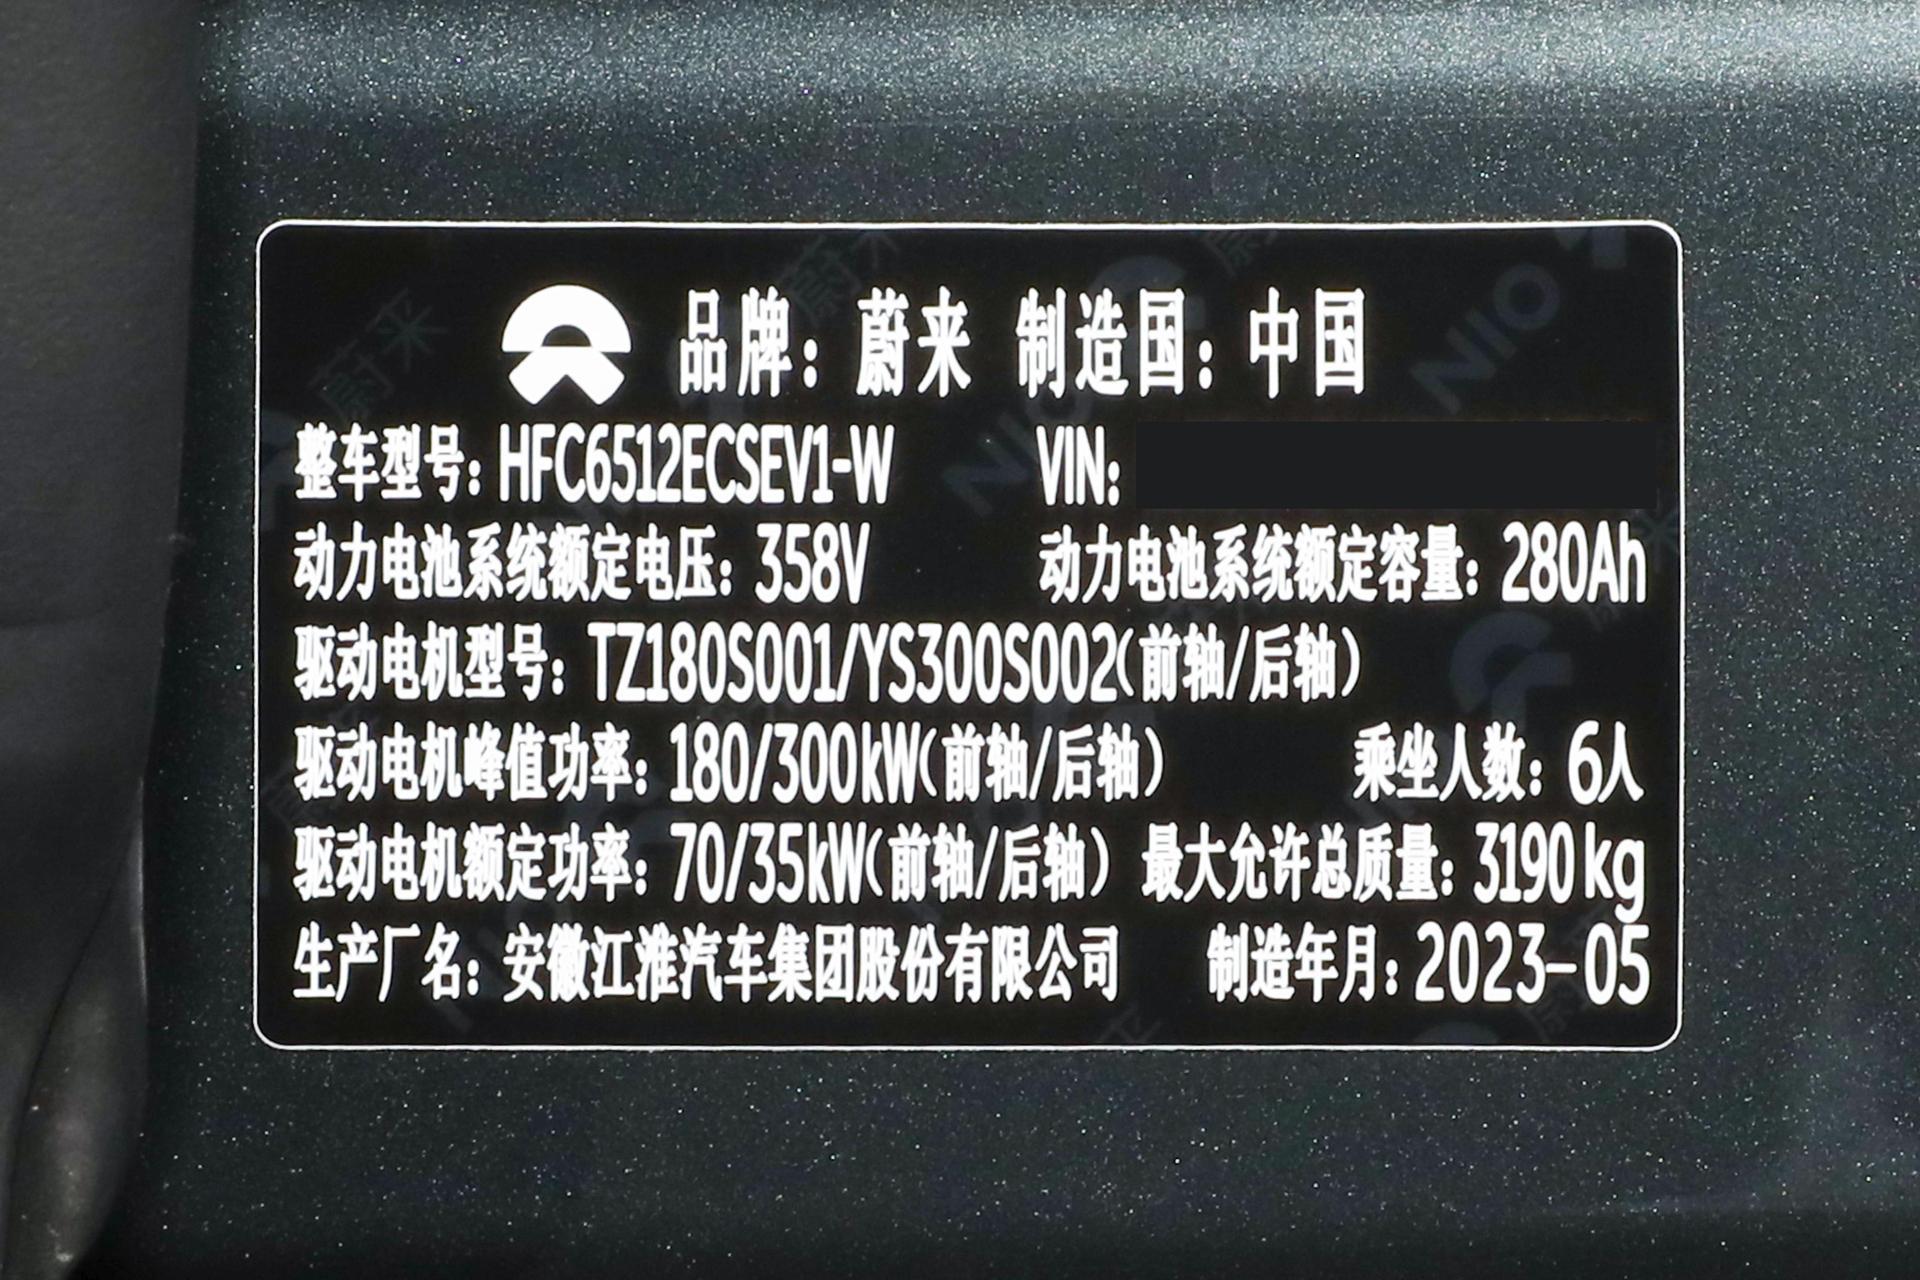 品牌：蔚来 制造国：中国
整车型号：HFC6512ECSEV1-W VIN:
动力电池系统额定电压：358V 动力电池系统额定容量：280Ah
驱动电机型号：TZ180S001/YS300S002(前轴/后轴)
驱动电机峰值功率：180/300kW(前轴/后轴) 乘坐人数：6人
驱动电机额定功率：70/35kW(前轴/后轴) 最大允许总质量：3190kg
生产厂名：安徽江淮汽车集团股份有限公司 制造年月：2023-05